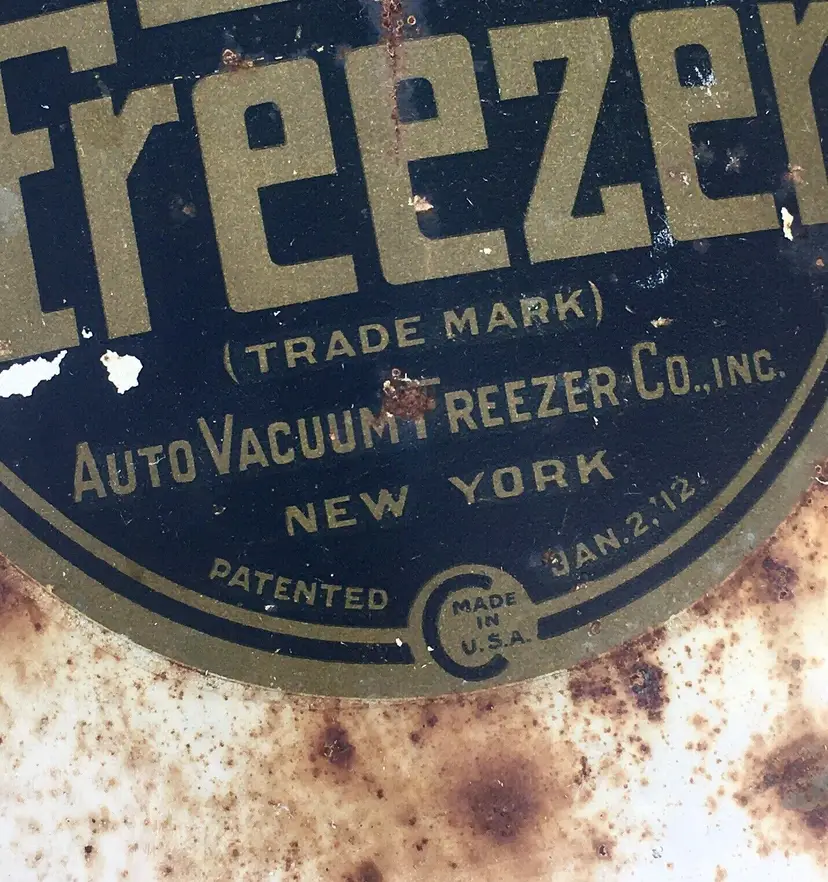 Freezer
(TRADE MARK)
AUTO VACUUM FREEZER CO., INC.
NEW YORK
PATENTED JAN. 2, '12.
MADE
IN
U.S.A.